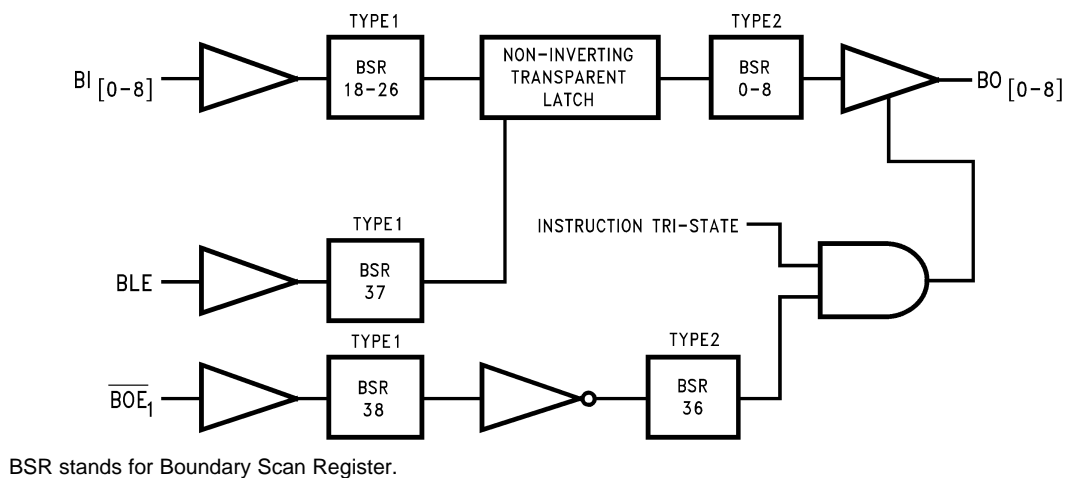 TYPE1
TYPE2
BI [0-8]
BSR
18-26
NON-INVERTING
TRANSPARENT
LATCH
BSR
0-8
BO [0-8]
TYPE1
INSTRUCTION TRI-STATE
BLE
BSR
37
TYPE1
TYPE2
BOE1
BSR
38
BSR
36
BSR stands for Boundary Scan Register.